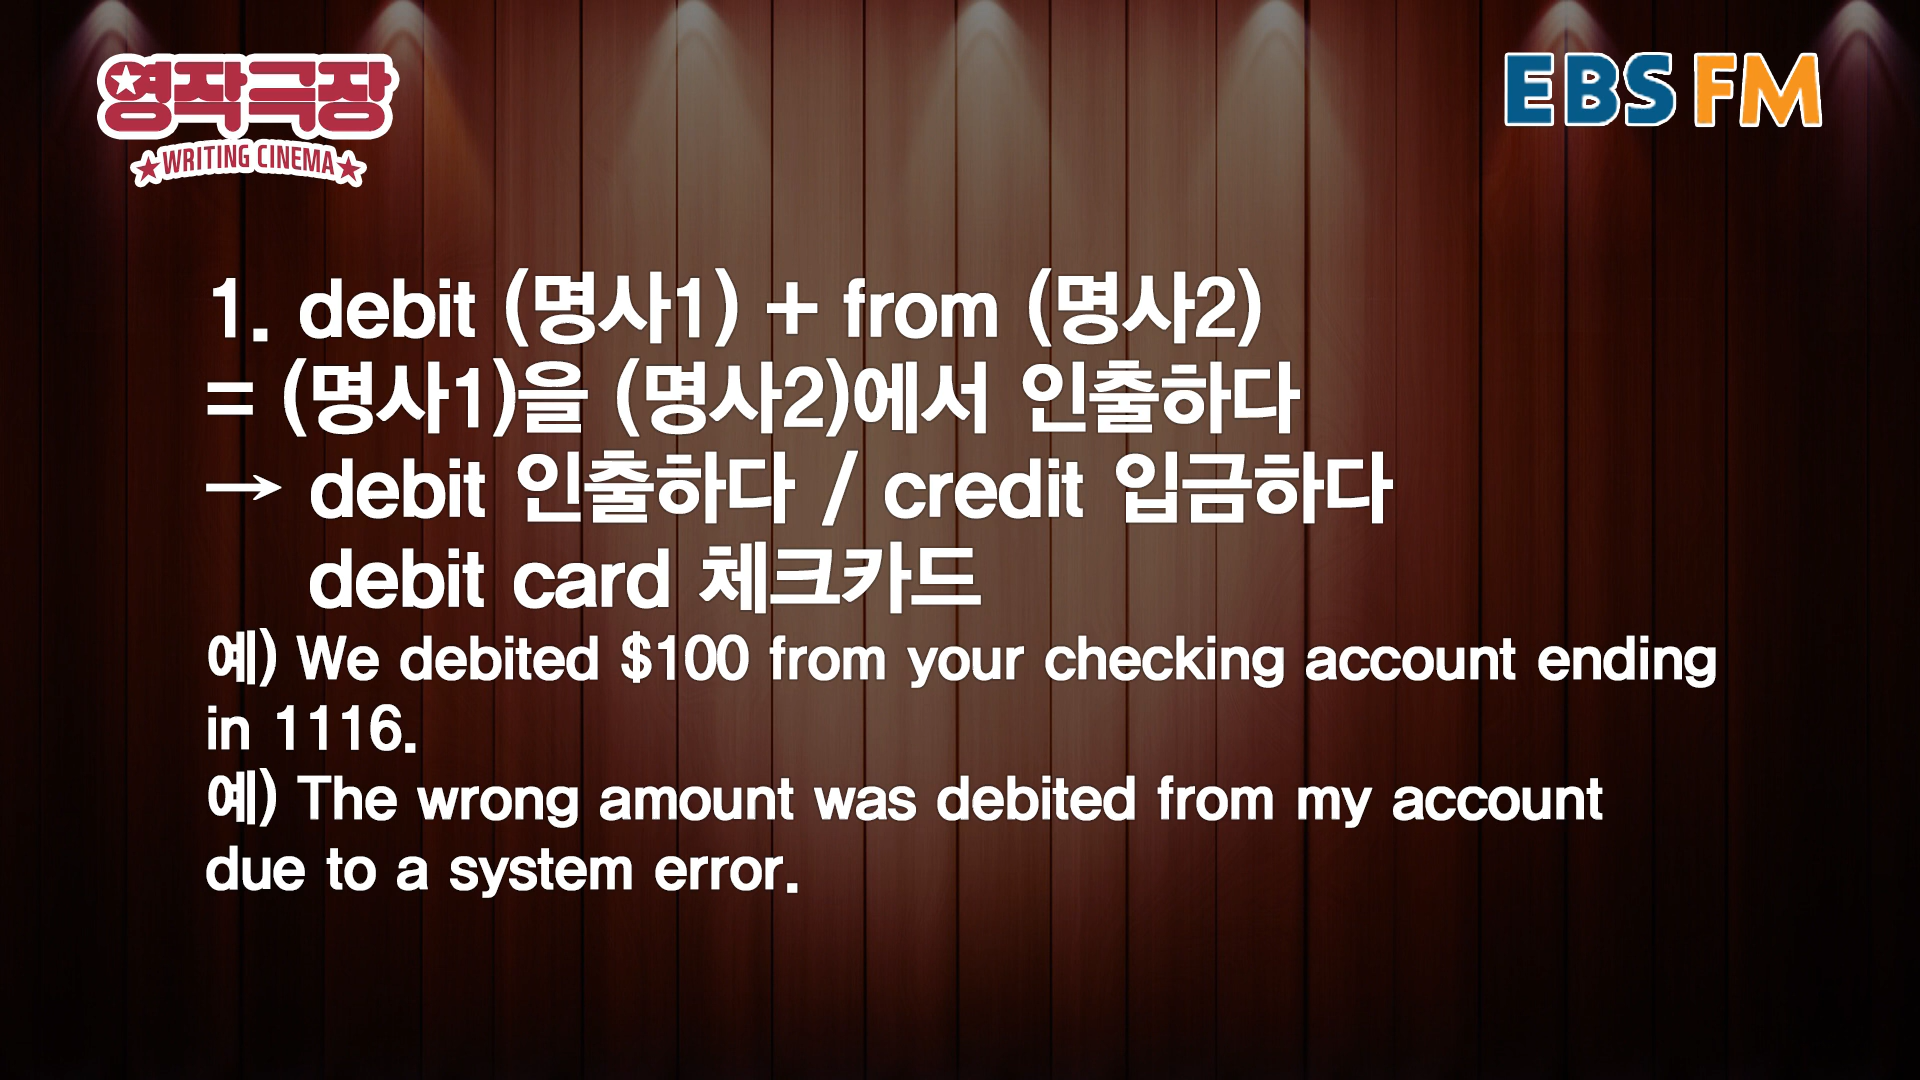 영작극장
WRITING CINEMA
EBS FM
1. debit (명사1) + from (명사2)
= (명사1)을 (명사2)에서 인출하다
→ debit 인출하다 / credit 입금하다
debit card 체크카드
예) We debited $100 from your checking account ending
in 1116.
예) The wrong amount was debited from my account
due to a system error.